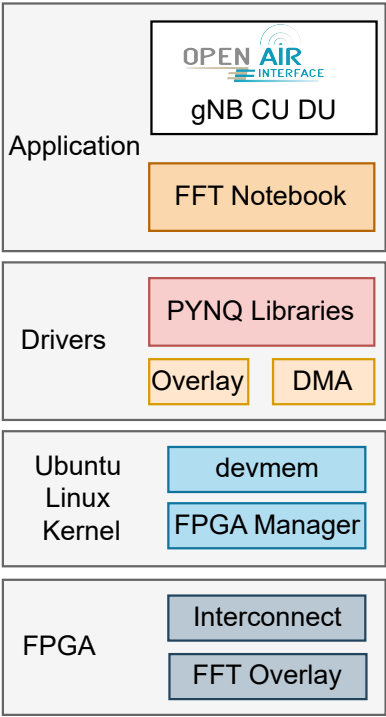 OPEN AIR
INTERFACE
gNB CU DU
Application
FFT Notebook
PYNQ Libraries
Drivers
Overlay
DMA
Ubuntu
Linux
Kernel
devmem
FPGA Manager
FPGA
Interconnect
FFT Overlay